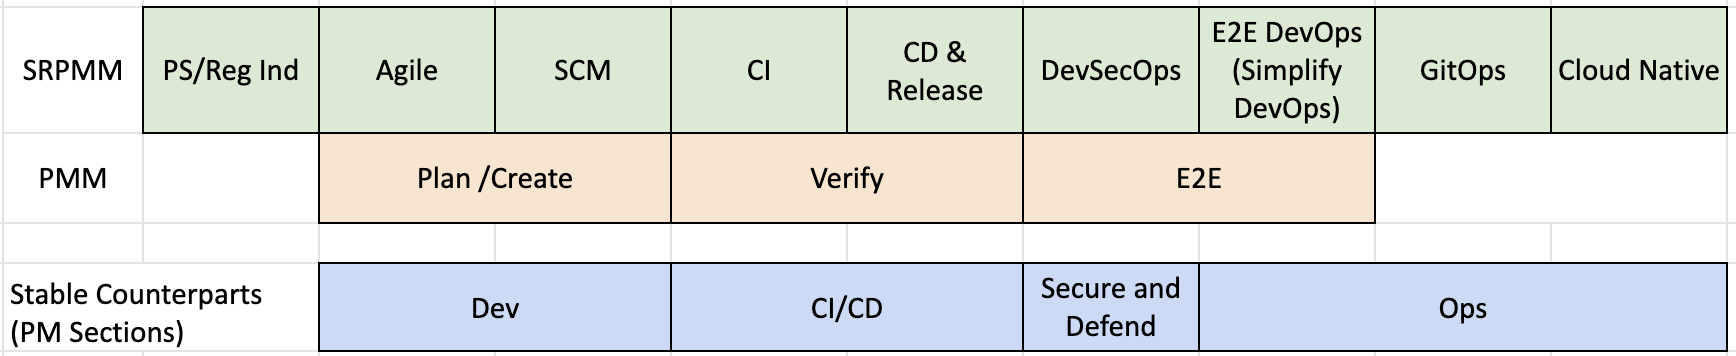 SRPMM
PS/Reg Ind
Agile
SCM
CI
CD &
Release
DevSecOps
E2E DevOps
(Simplify
DevOps)
GitOps
Cloud Native
PMM
Plan /Create
Verify
E2E
Stable Counterparts
(PM Sections)
Dev
CI/CD
Secure and
Defend
Ops